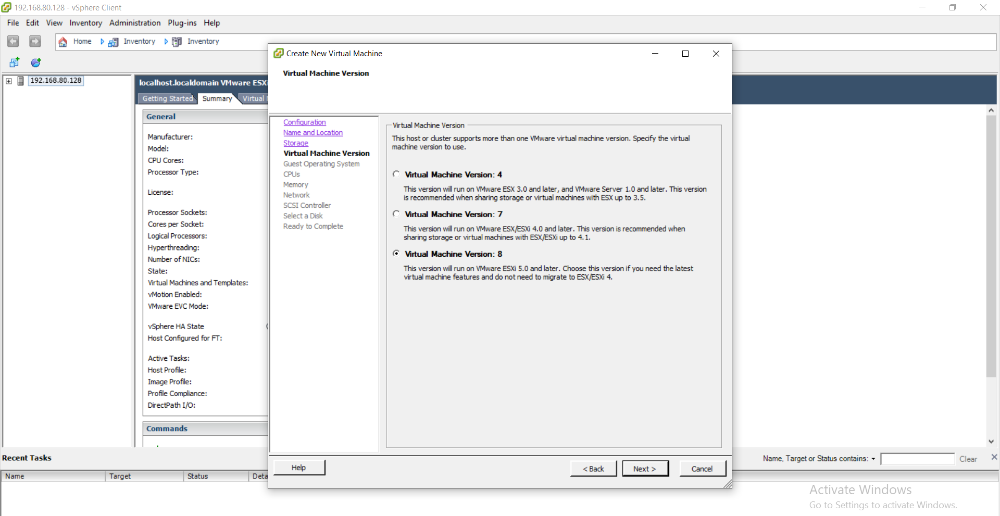 192.168.80.128 - vSphere Client
File Edit View Inventory Administration Plug-ins Help
Home Inventory Inventory
192.168.80.128
localhost.localdomain VMware ESXi
Getting Started Summary Virtual
General
Manufacturer:
Model:
CPU Cores:
Processor Type:
License:
Processor Sockets:
Cores per Socket:
Logical Processors:
Hyperthreading:
Number of NICs:
State:
Virtual Machines and Templates:
vMotion Enabled:
VMware EVC Mode:
vSphere HA State
Host Configured for FT:
Active Tasks:
Host Profile:
Image Profile:
Profile Compliance:
DirectPath I/O:
Commands
Create New Virtual Machine
Virtual Machine Version
Configuration
Name and Location
Storage
Virtual Machine Version
Guest Operating System
CPUs
Memory
Network
SCSI Controller
Select a Disk
Ready to Complete
Virtual Machine Version
This host or cluster supports more than one VMware virtual machine version. Specify the virtual
machine version to use.
Virtual Machine Version: 4
This version will run on VMware ESX 3.0 and later, and VMware Server 1.0 and later. This version
is recommended when sharing storage or virtual machines with ESX up to 3.5.
Virtual Machine Version: 7
This version will run on VMware ESX/ESXi 4.0 and later. This version is recommended when
sharing storage or virtual machines with ESX/ESXi up to 4.1.
Virtual Machine Version: 8
This version will run on VMware ESXi 5.0 and later. Choose this version if you need the latest
virtual machine features and do not need to migrate to ESX/ESXi 4.
Help < Back Next > Cancel
Recent Tasks
Name, Target or Status contains: Clear
Name Target Status Deta
Activate Windows
Go to Settings to activate Windows.